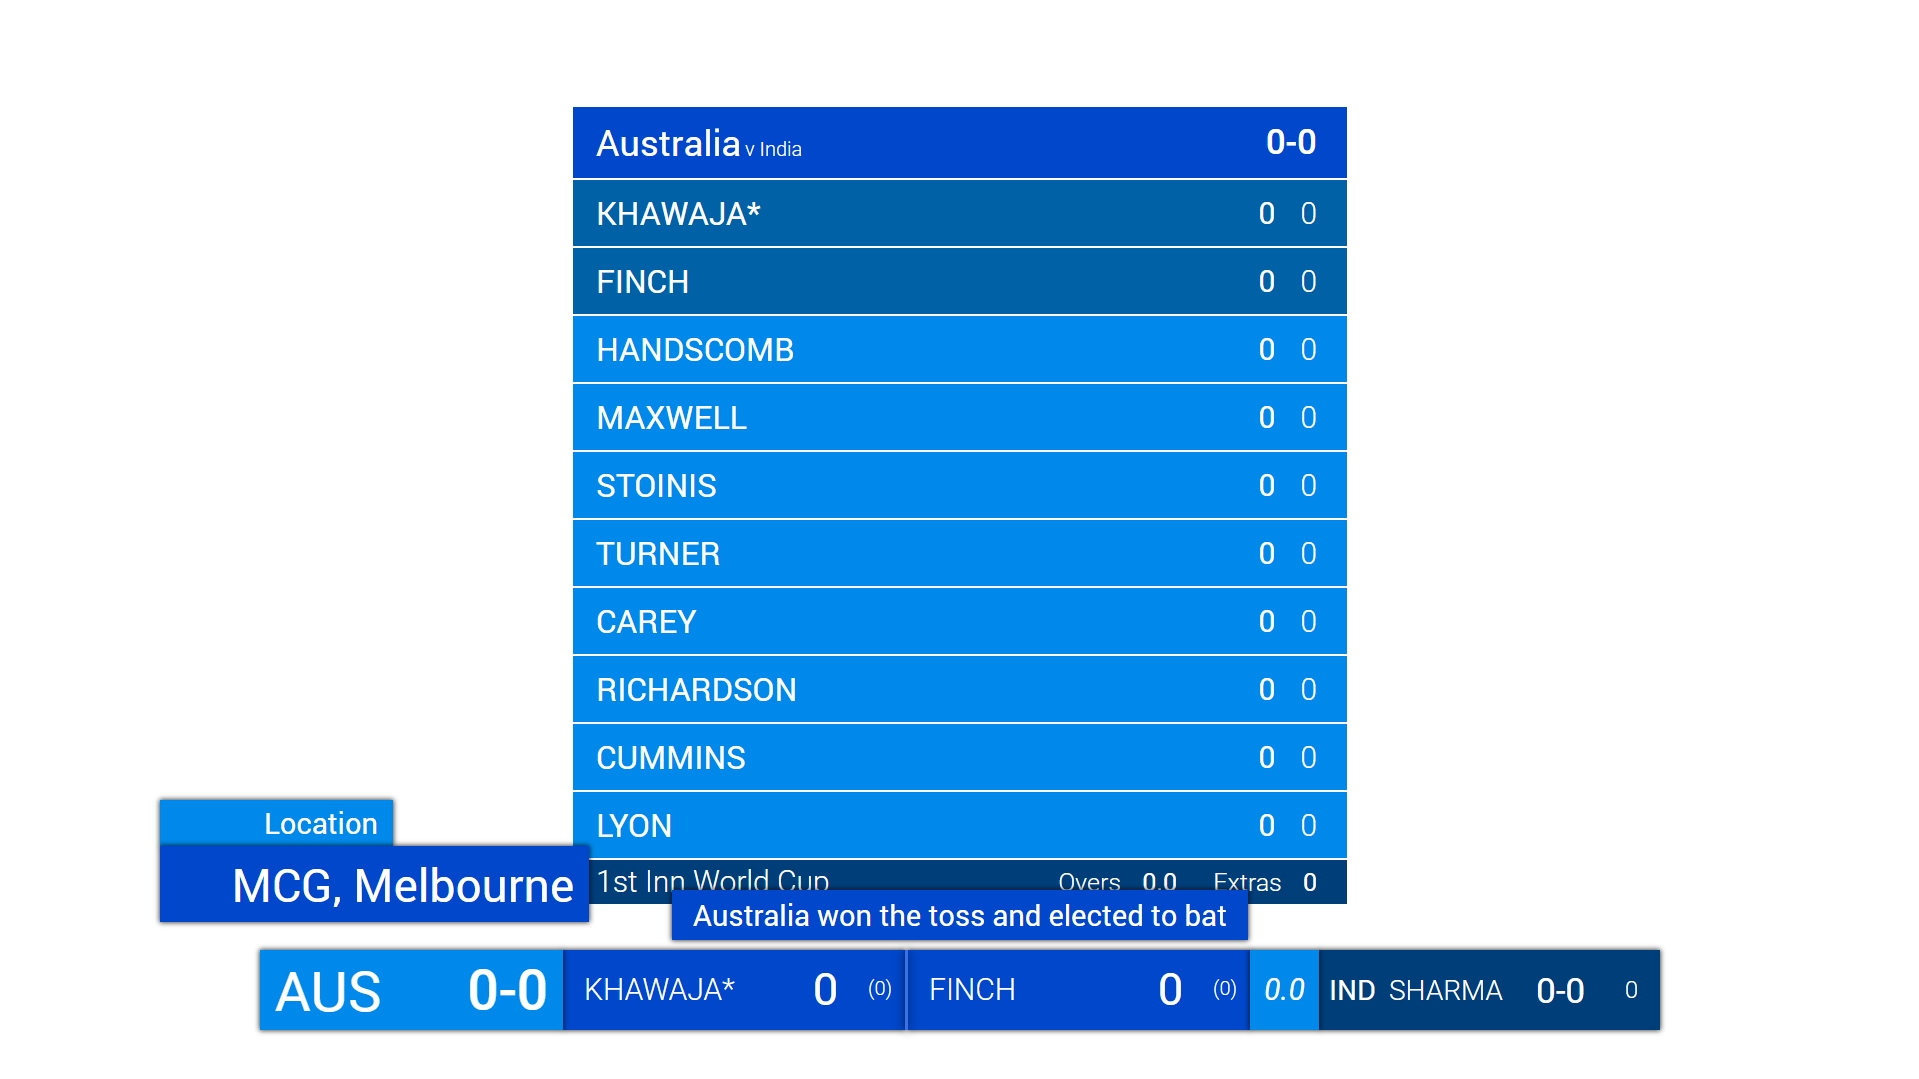 Australia v India 0-0
KHAWAJA* 0 0
FINCH 0 0
HANDSCOMB 0 0
MAXWELL 0 0
STOINIS 0 0
TURNER 0 0
CAREY 0 0
RICHARDSON 0 0
CUMMINS 0 0
LYON 0 0
1st Inn World Cup Overs 0.0 Extras 0
Location
MCG, Melbourne
Australia won the toss and elected to bat
AUS 0-0 KHAWAJA* 0 (0) FINCH 0 (0) 0.0 IND SHARMA 0-0 0